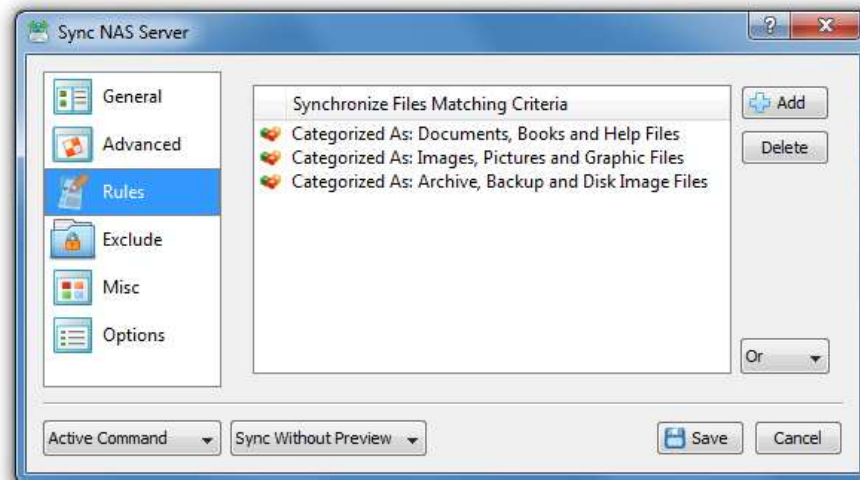 Sync NAS Server
General
Advanced
Rules
Exclude
Misc
Options
Synchronize Files Matching Criteria
Categorized As: Documents, Books and Help Files
Categorized As: Images, Pictures and Graphic Files
Categorized As: Archive, Backup and Disk Image Files
Add
Delete
Or
Active Command
Sync Without Preview
Save
Cancel